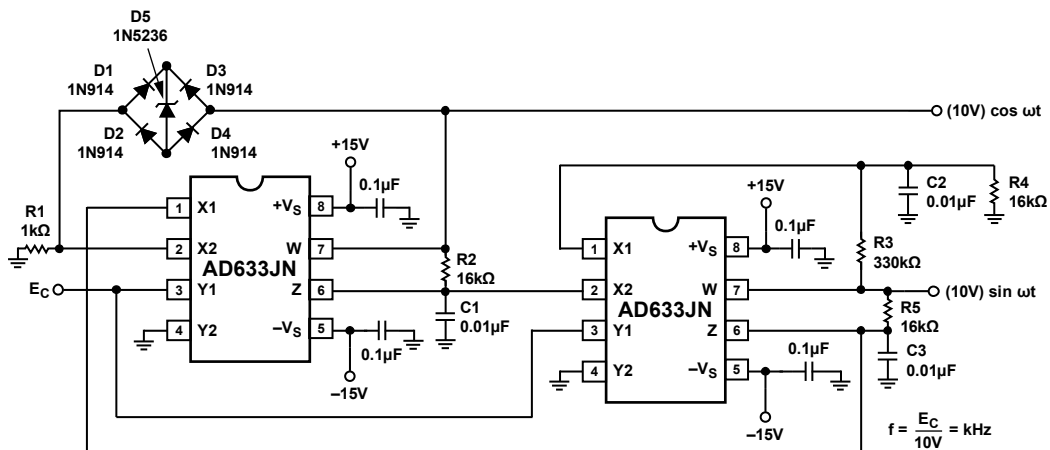 D5
1N5236
D1
1N914
D3
1N914
D2
1N914
D4
1N914
(10V) cos ωt
+15V
0.1µF
R1
1kΩ
1
X1
+VS
8
2
X2
W
7
AD633JN
EC
3
Y1
Z
6
4
Y2
–VS
5
R2
16kΩ
C1
0.01µF
0.1µF
–15V
C2
0.01µF
R4
16kΩ
+15V
0.1µF
R3
330kΩ
1
X1
+VS
8
2
X2
W
7
AD633JN
3
Y1
Z
6
4
Y2
–VS
5
(10V) sin ωt
R5
16kΩ
C3
0.01µF
0.1µF
–15V
f = EC/10V = kHz